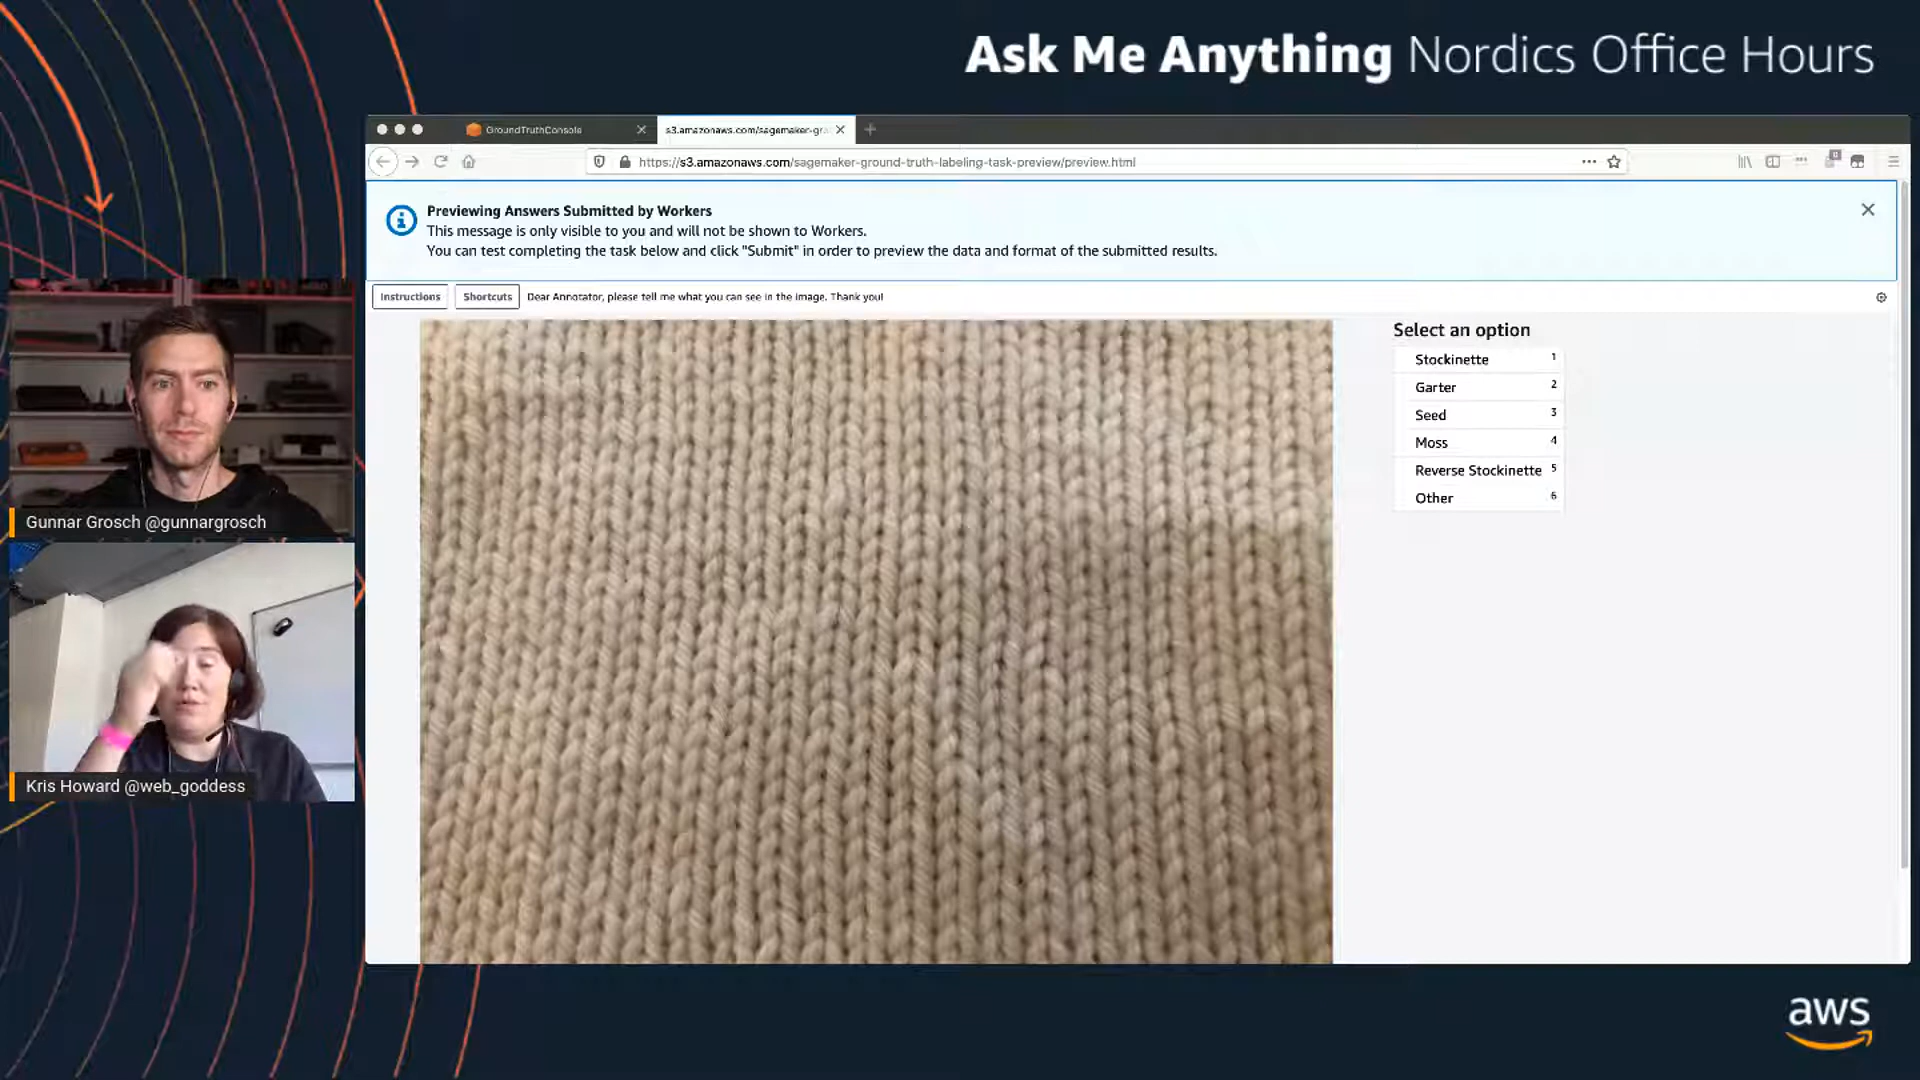 Ask Me Anything Nordics Office Hours
GroundTruthConsole
s3.amazonaws.com/sagemaker-gr
https://s3.amazonaws.com/sagemaker-ground-truth-labeling-task-preview/preview.html
Previewing Answers Submitted by Workers
This message is only visible to you and will not be shown to Workers.
You can test completing the task below and click "Submit" in order to preview the data and format of the submitted results.
Instructions
Shortcuts
Dear Annotator, please tell me what you can see in the image. Thank you!
Select an option
Stockinette 1
Garter 2
Seed 3
Moss 4
Reverse Stockinette 5
Other 6
Gunnar Grosch @gunnargrosch
Kris Howard @web_goddess
aws